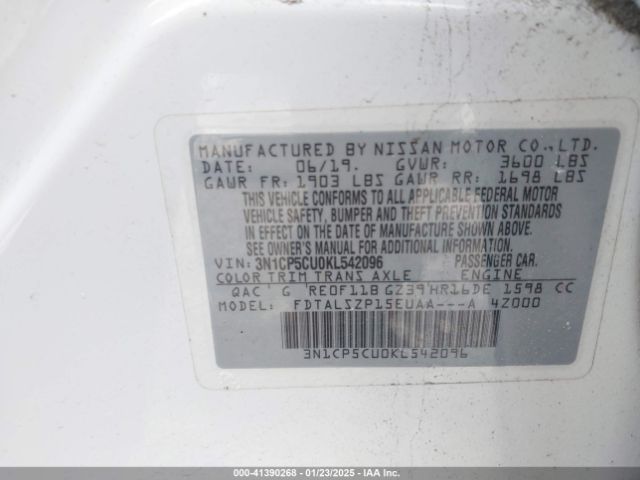 MANUFACTURED BY NISSAN MOTOR CO.,LTD.
DATE: 06/19. GVWR: 3600 LBS
GAWR FR: 1903 LBS GAWR RR: 1698 LBS
THIS VEHICLE CONFORMS TO ALL APPLICABLE FEDERAL MOTOR
VEHICLE SAFETY, BUMPER AND THEFT PREVENTION STANDARDS
IN EFFECT ON THE DATE OF MANUFACTURE SHOWN ABOVE.
SEE OWNER'S MANUAL FOR ADDITIONAL INFORMATION.
VIN: 3N1CP5CU0KL542096 PASSENGER CAR.
COLOR TRIM TRANS AXLE ENGINE
QAC G RE0F11B GZ39 HR16DE 1598 CC
MODEL: FDTALSZP15EUAA---A 4Z000
3N1CP5CU0KL542096
000-41390268 - 01/23/2025 - IAA Inc.